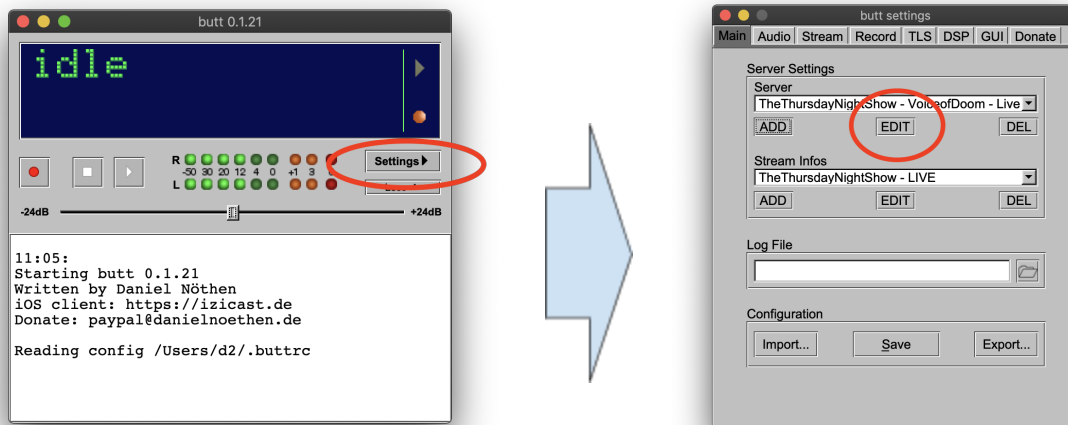 butt 0.1.21
idle
R
-50 30 20 12 4 0 +1 3
L
Settings
-24dB
+24dB
11:05:
Starting butt 0.1.21
Written by Daniel Nöthen
iOS client: https://izicast.de
Donate: paypal@danielnoethen.de
Reading config /Users/d2/.buttrc
butt settings
Main Audio Stream Record TLS DSP GUI Donate
Server Settings
Server
TheThursdayNightShow - VoiceofDoom - Live
ADD EDIT DEL
Stream Infos
TheThursdayNightShow - LIVE
ADD EDIT DEL
Log File
Configuration
Import... Save Export...